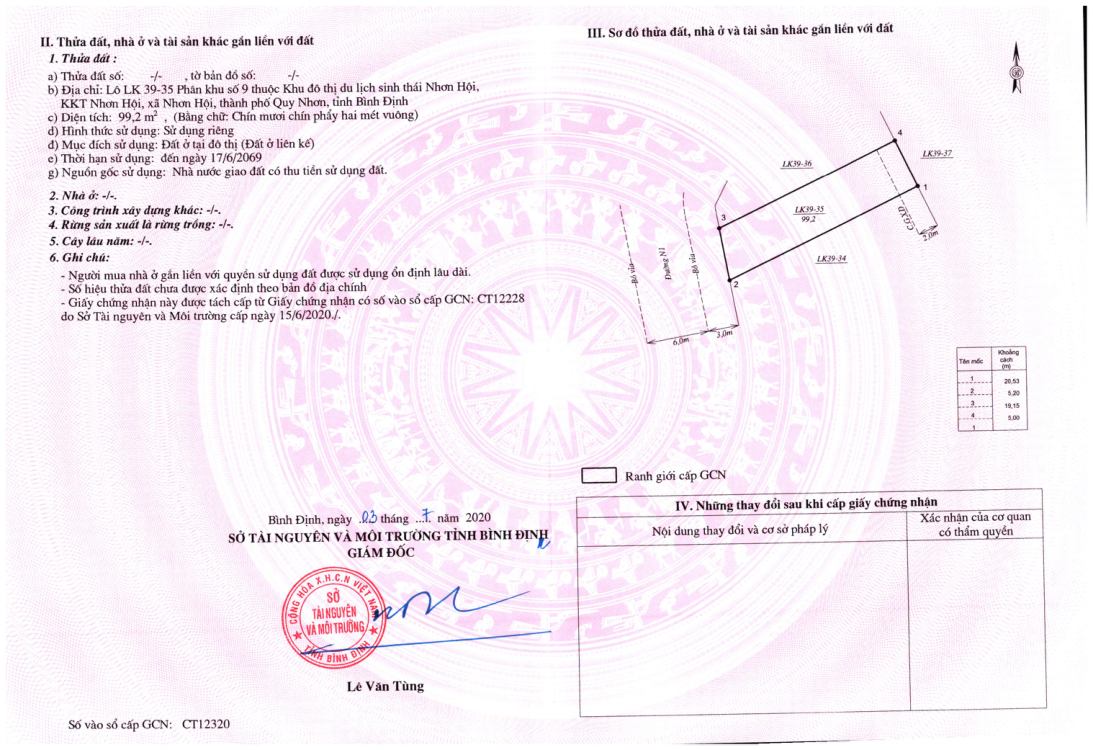 II. Thửa đất, nhà ở và tài sản khác gắn liền với đất
1. Thửa đất :
a) Thửa đất số: -/- , tờ bản đồ số: -/-
b) Địa chỉ: Lô LK 39-35 Phân khu số 9 thuộc Khu đô thị du lịch sinh thái Nhơn Hội,
KKT Nhơn Hội, xã Nhơn Hội, thành phố Quy Nhơn, tỉnh Bình Định
c) Diện tích: 99,2 m² , (Bằng chữ: Chín mươi chín phẩy hai mét vuông)
d) Hình thức sử dụng: Sử dụng riêng
đ) Mục đích sử dụng: Đất ở tại đô thị (Đất ở liên kế)
e) Thời hạn sử dụng: đến ngày 17/6/2069
g) Nguồn gốc sử dụng: Nhà nước giao đất có thu tiền sử dụng đất.
2. Nhà ở: -/-.
3. Công trình xây dựng khác: -/-.
4. Rừng sản xuất là rừng trồng: -/-.
5. Cây lâu năm: -/-.
6. Ghi chú:
- Người mua nhà ở gắn liền với quyền sử dụng đất được sử dụng ổn định lâu dài.
- Số hiệu thửa đất chưa được xác định theo bản đồ địa chính
- Giấy chứng nhận này được tách cấp từ Giấy chứng nhận có số vào sổ cấp GCN: CT12228
do Sở Tài nguyên và Môi trường cấp ngày 15/6/2020./.
Bình Định, ngày 03 tháng 7 năm 2020
SỞ TÀI NGUYÊN VÀ MÔI TRƯỜNG TỈNH BÌNH ĐỊNH
GIÁM ĐỐC
CỘNG HÒA X.H.C.N VIỆT NAM
SỞ
TÀI NGUYÊN
VÀ MÔI TRƯỜNG
TỈNH BÌNH ĐỊNH
Lê Văn Tùng
Số vào sổ cấp GCN: CT12320
III. Sơ đồ thửa đất, nhà ở và tài sản khác gắn liền với đất
4
LK39-36
LK39-37
1
LK39-35
99,2
CGXD
2,0m
3
LK39-34
Bó vỉa
Đường N1
Bó vỉa
2
6,0m
3,0m
Tên mốc
Khoảng
cách
(m)
1
20,53
2
5,20
3
19,15
4
5,00
1
Ranh giới cấp GCN
IV. Những thay đổi sau khi cấp giấy chứng nhận
Nội dung thay đổi và cơ sở pháp lý
Xác nhận của cơ quan
có thẩm quyền